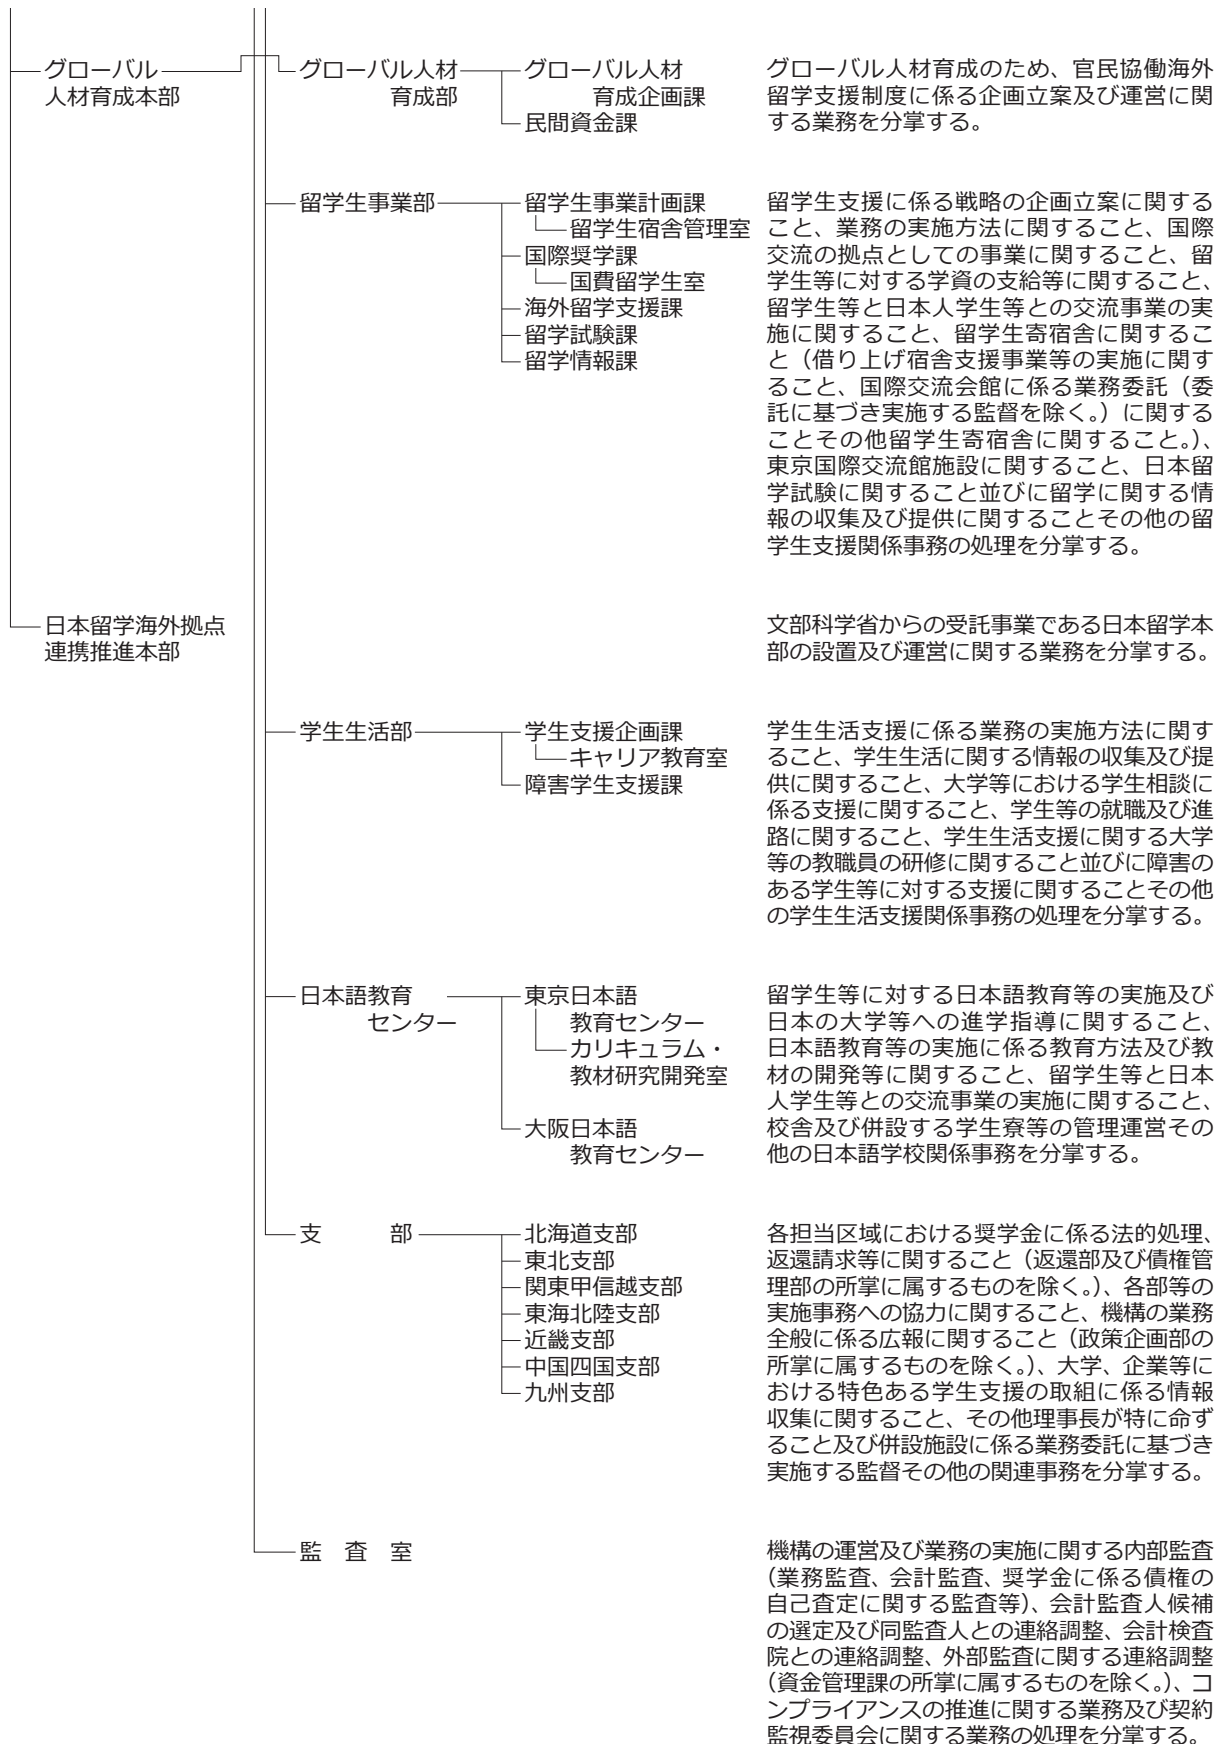 グローバル
人材育成本部
グローバル人材
育成部
グローバル人材
育成企画課
民間資金課
グローバル人材育成のため、官民協働海外
留学支援制度に係る企画立案及び運営に関
する業務を分掌する。
留学生事業部
留学生事業計画課
留学生宿舎管理室
国際奨学課
国費留学生室
海外留学支援課
留学試験課
留学情報課
留学生支援に係る戦略の企画立案に関する
こと、業務の実施方法に関すること、国際
交流の拠点としての事業に関すること、留
学生等に対する学資の支給等に関すること、
留学生等と日本人学生等との交流事業の実
施に関すること、留学生寄宿舎に関するこ
と（借り上げ宿舎支援事業等の実施に関す
ること、国際交流会館に係る業務委託（委
託に基づき実施する監督を除く。）に関する
ことその他留学生寄宿舎に関すること。）、
東京国際交流館施設に関すること、日本留
学試験に関すること並びに留学に関する情
報の収集及び提供に関することその他の留
学生支援関係事務の処理を分掌する。
日本留学海外拠点
連携推進本部
文部科学省からの受託事業である日本留学本
部の設置及び運営に関する業務を分掌する。
学生生活部
学生支援企画課
キャリア教育室
障害学生支援課
学生生活支援に係る業務の実施方法に関す
ること、学生生活に関する情報の収集及び提
供に関すること、大学等における学生相談に
係る支援に関すること、学生等の就職及び進
路に関すること、学生生活支援に関する大学
等の教職員の研修に関すること並びに障害の
ある学生等に対する支援に関することその他
の学生生活支援関係事務の処理を分掌する。
日本語教育
センター
東京日本語
教育センター
カリキュラム・
教材研究開発室
大阪日本語
教育センター
留学生等に対する日本語教育等の実施及び
日本の大学等への進学指導に関すること、
日本語教育等の実施に係る教育方法及び教
材の開発等に関すること、留学生等と日本
人学生等との交流事業の実施に関すること、
校舎及び併設する学生寮等の管理運営その
他の日本語学校関係事務を分掌する。
支　　　部
北海道支部
東北支部
関東甲信越支部
東海北陸支部
近畿支部
中国四国支部
九州支部
各担当区域における奨学金に係る法的処理、
返還請求等に関すること（返還部及び債権管
理部の所掌に属するものを除く。）、各部等の
実施事務への協力に関すること、機構の業務
全般に係る広報に関すること（政策企画部の
所掌に属するものを除く。）、大学、企業等に
おける特色ある学生支援の取組に係る情報
収集に関すること、その他理事長が特に命ず
ること及び併設施設に係る業務委託に基づき
実施する監督その他の関連事務を分掌する。
監　査　室
機構の運営及び業務の実施に関する内部監査
（業務監査、会計監査、奨学金に係る債権の
自己査定に関する監査等）、会計監査人候補
の選定及び同監査人との連絡調整、会計検査
院との連絡調整、外部監査に関する連絡調整
（資金管理課の所掌に属するものを除く。）、コ
ンプライアンスの推進に関する業務及び契約
監視委員会に関する業務の処理を分掌する。